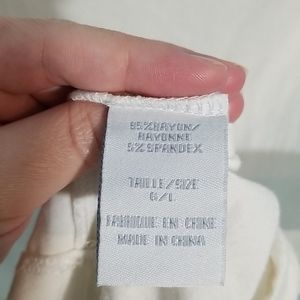 95%RAYON/
RAYONNE
5%SPANDEX
TAILLE/SIZE
G/L
FABRIQUE EN CHINE
MADE IN CHINA